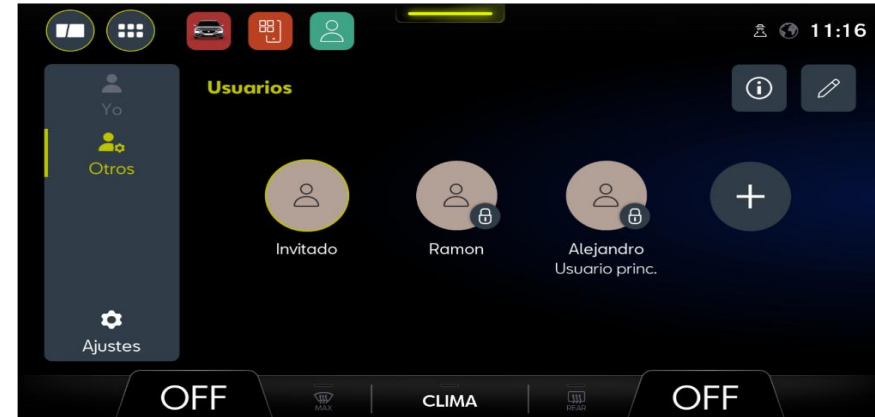 11:16
Yo
Usuarios
Otros
Invitado
Ramon
Alejandro
Usuario princ.
Ajustes
OFF
MAX
CLIMA
REAR
OFF